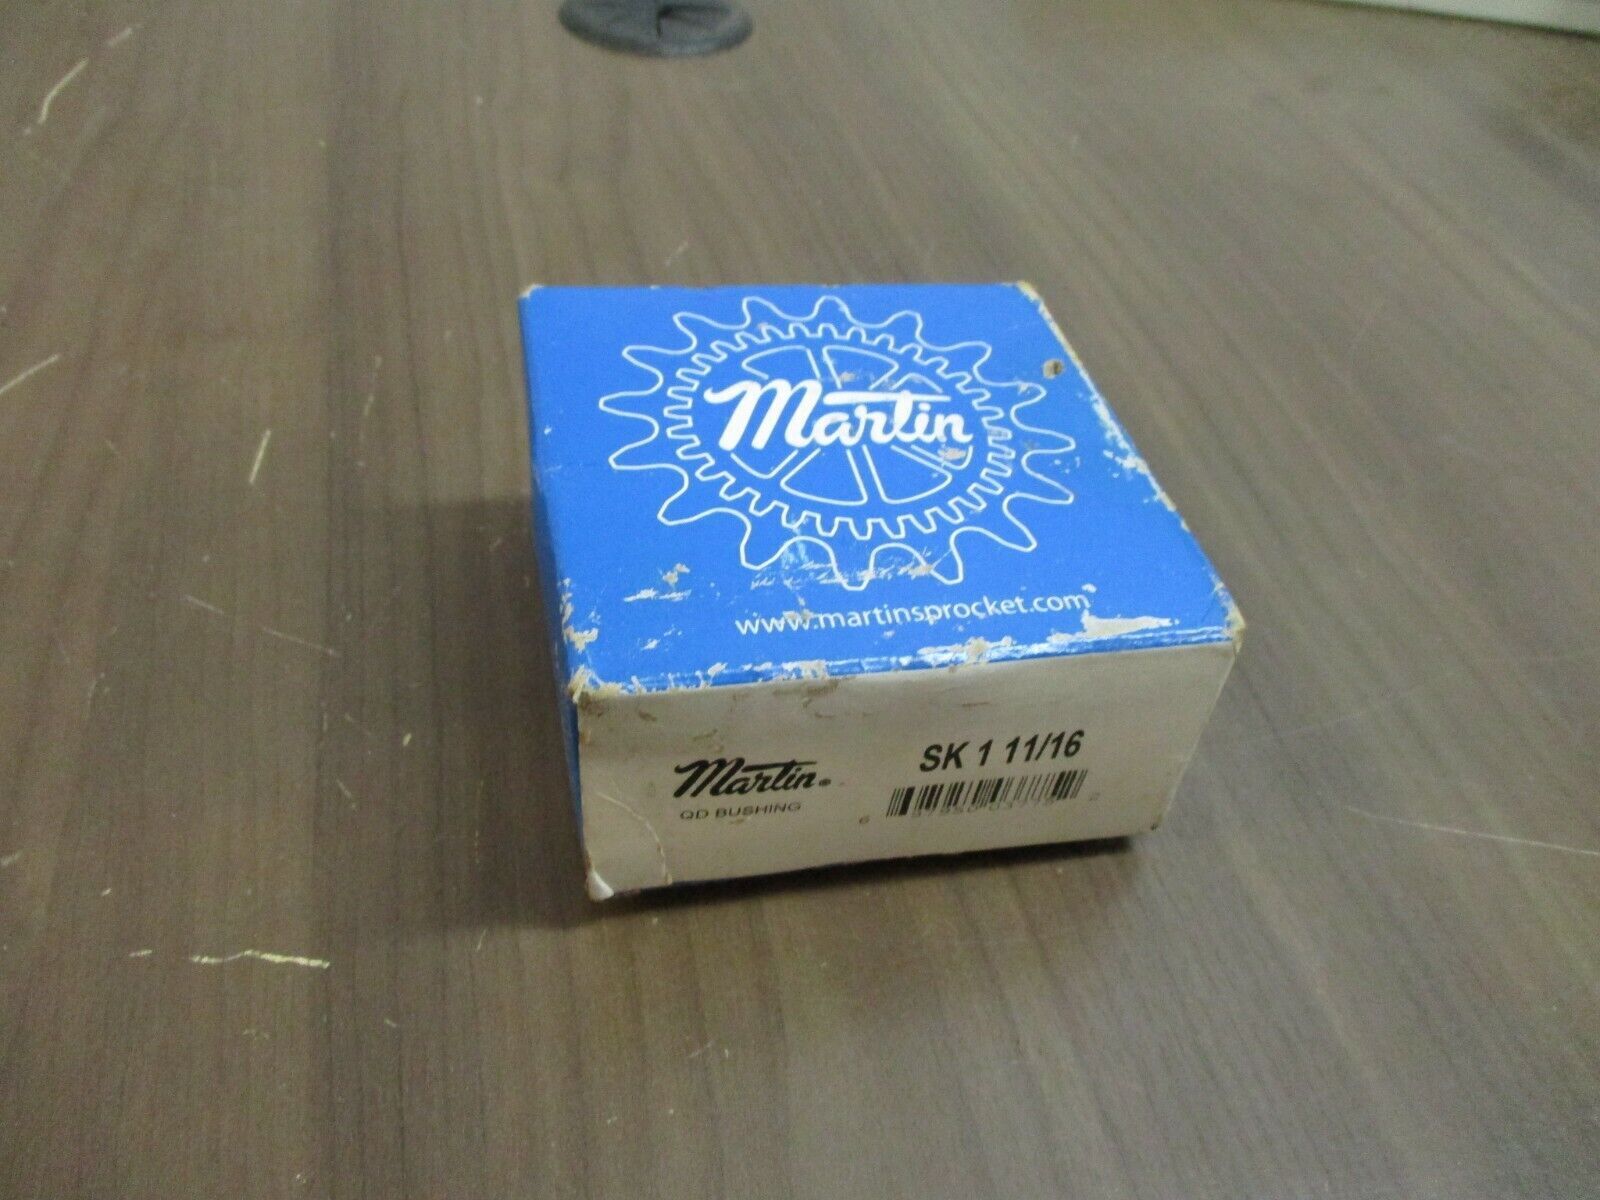 Martin
www.martinsprocket.com
Martin®
QD BUSHING
SK 1 11/16